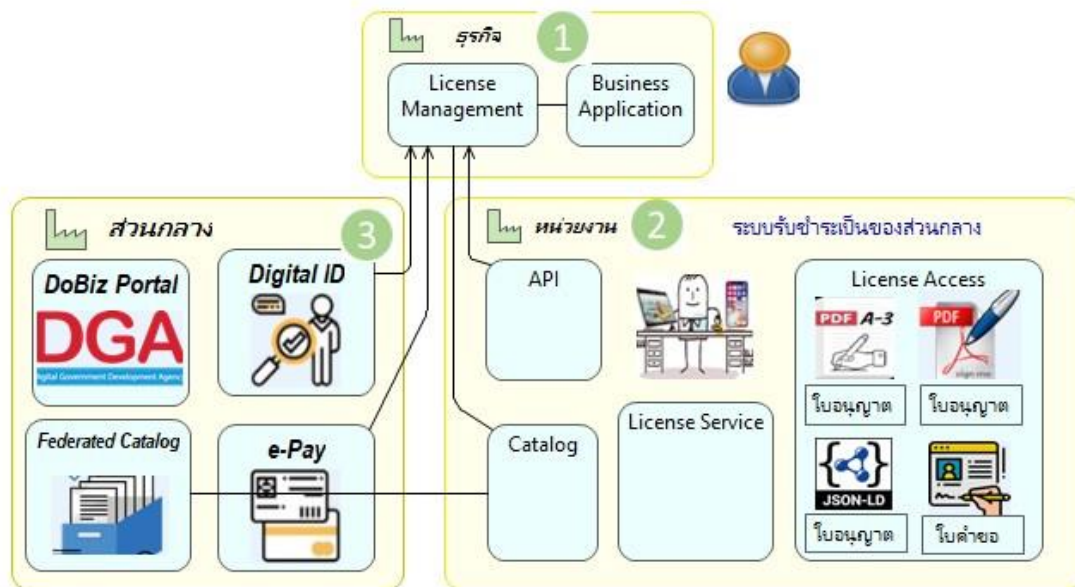 ธุรกิจ
1
License
Management
Business
Application
ส่วนกลาง
3
DoBiz Portal
DGA
Digital Government Development Agency
Digital ID
Federated Catalog
e-Pay
หน่วยงาน
2
ระบบรับชำระเป็นของส่วนกลาง
API
Catalog
License Service
License Access
PDF A-3
ใบอนุญาต
PDF
ใบอนุญาต
JSON-LD
ใบอนุญาต
ใบคำขอ